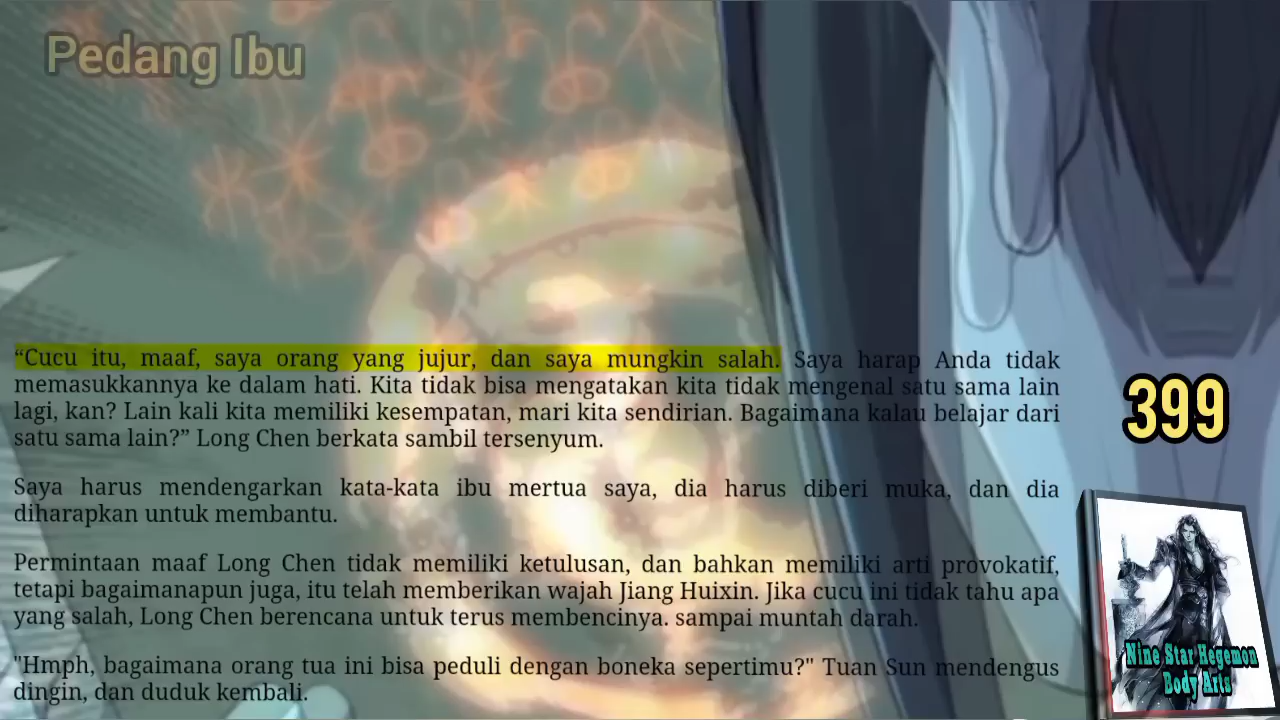 Pedang Ibu
“Cucu itu, maaf, saya orang yang jujur, dan saya mungkin salah. Saya harap Anda tidak
memasukkannya ke dalam hati. Kita tidak bisa mengatakan kita tidak mengenal satu sama lain
lagi, kan? Lain kali kita memiliki kesempatan, mari kita sendirian. Bagaimana kalau belajar dari
satu sama lain?” Long Chen berkata sambil tersenyum.
Saya harus mendengarkan kata-kata ibu mertua saya, dia harus diberi muka, dan dia
diharapkan untuk membantu.
Permintaan maaf Long Chen tidak memiliki ketulusan, dan bahkan memiliki arti provokatif,
tetapi bagaimanapun juga, itu telah memberikan wajah Jiang Huixin. Jika cucu ini tidak tahu apa
yang salah, Long Chen berencana untuk terus membencinya. sampai muntah darah.
"Hmph, bagaimana orang tua ini bisa peduli dengan boneka sepertimu?" Tuan Sun mendengus
dingin, dan duduk kembali.
399
Nine Star Hegemon
Body Arts